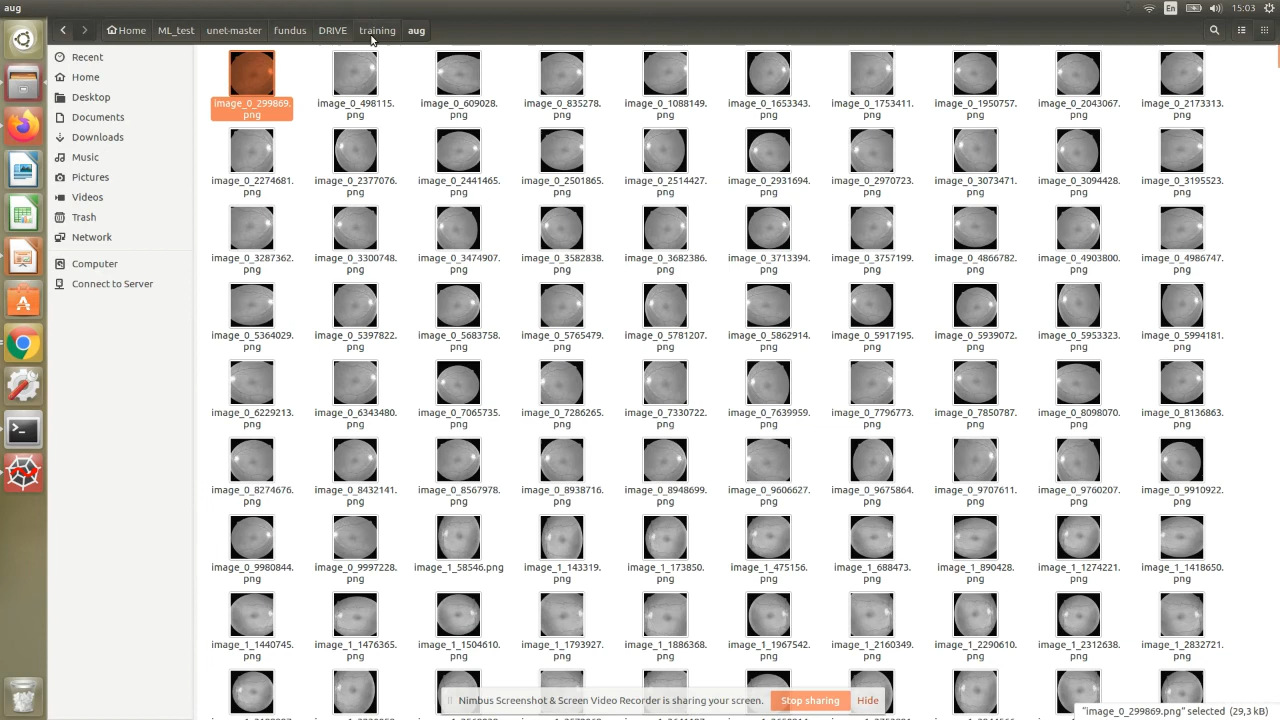 aug
En
15:03
Home ML_test unet-master fundus DRIVE training aug
Recent
Home
Desktop
Documents
Downloads
Music
Pictures
Videos
Trash
Network
Computer
Connect to Server
image_0_299869. image_0_498115. image_0_609028. image_0_835278. image_0_1088149. image_0_1653343. image_0_1753411. image_0_1950757. image_0_2043067. image_0_2173313.
png png png png png png png png png png
image_0_2274681. image_0_2377076. image_0_2441465. image_0_2501865. image_0_2514427. image_0_2931694. image_0_2970723. image_0_3073471. image_0_3094428. image_0_3195523.
png png png png png png png png png png
image_0_3287362. image_0_3300748. image_0_3474907. image_0_3582838. image_0_3682386. image_0_3713394. image_0_3757199. image_0_4866782. image_0_4903800. image_0_4986747.
png png png png png png png png png png
image_0_5364029. image_0_5397822. image_0_5683758. image_0_5765479. image_0_5781207. image_0_5862914. image_0_5917195. image_0_5939072. image_0_5953323. image_0_5994181.
png png png png png png png png png png
image_0_6229213. image_0_6343480. image_0_7065735. image_0_7286265. image_0_7330722. image_0_7639959. image_0_7796773. image_0_7850787. image_0_8098070. image_0_8136863.
png png png png png png png png png png
image_0_8274676. image_0_8432141. image_0_8567978. image_0_8938716. image_0_8948699. image_0_9606627. image_0_9675864. image_0_9707611. image_0_9760207. image_0_9910922.
png png png png png png png png png png
image_0_9980844. image_0_9997228. image_1_58546.png image_1_143319. image_1_173850. image_1_475156. image_1_688473. image_1_890428. image_1_1274221. image_1_1418650.
png png png png png png png png png
image_1_1440745. image_1_1476365. image_1_1504610. image_1_1793927. image_1_1886368. image_1_1967542. image_1_2160349. image_1_2290610. image_1_2312638. image_1_2832721.
png png png png png png png png png png
Nimbus Screenshot & Screen Video Recorder is sharing your screen. Stop sharing Hide
"image_0_299869.png" selected (29,3 kB)